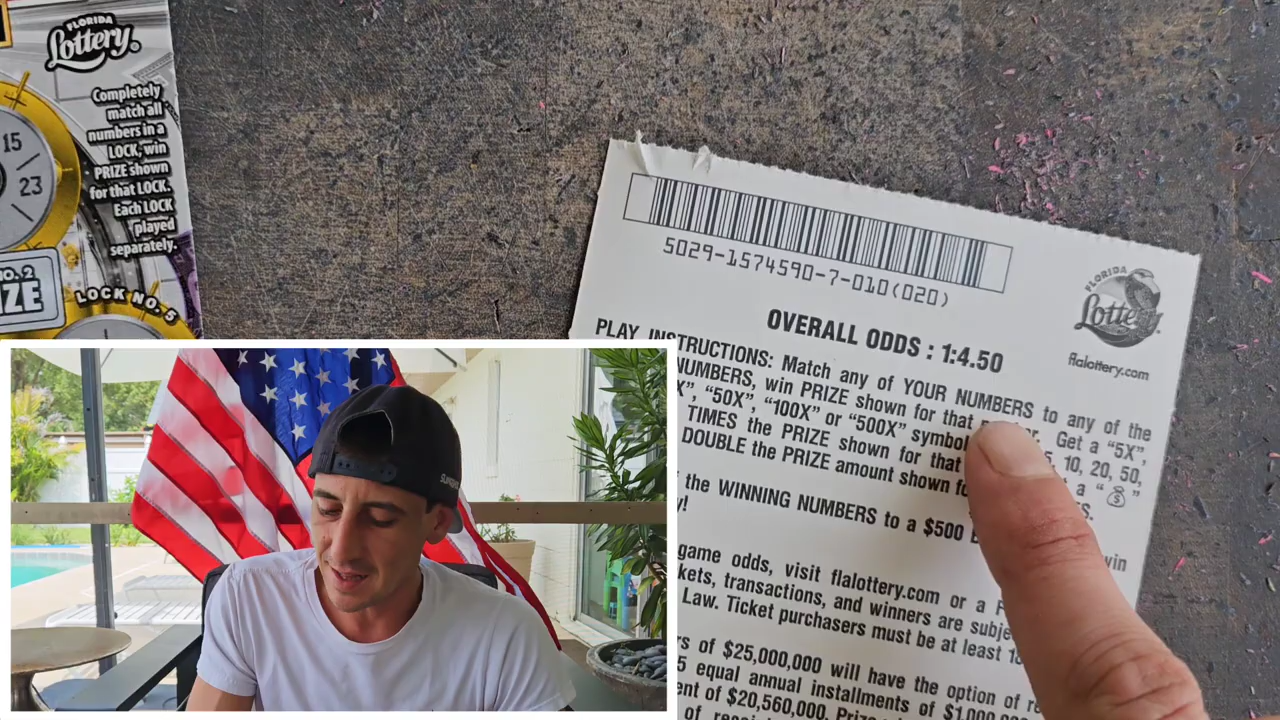 FLORIDA
Lottery
Completely
match all
numbers in a
LOCK, win
PRIZE shown
for that LOCK.
Each LOCK
played
separately.
15
23
NO. 2
ZE
LOCK NO. 5
5029-1574590-7-010(020)
FLORIDA
Lottery
flalottery.com
OVERALL ODDS : 1:4.50
PLAY INSTRUCTIONS: Match any of YOUR NUMBERS to any of the
NUMBERS, win PRIZE shown for that Get a "5X",
X", "50X", "100X" or "500X" symbol 5, 10, 20, 50,
TIMES the PRIZE shown for that a " "
DOUBLE the PRIZE amount shown
the WINNING NUMBERS to a $500 win
y!
game odds, visit flalottery.com or a
kets, transactions, and winners are subje
Law. Ticket purchasers must be at least
rs of $25,000,000 will have the option of
5 equal annual installments of
ent of $20,560,000.